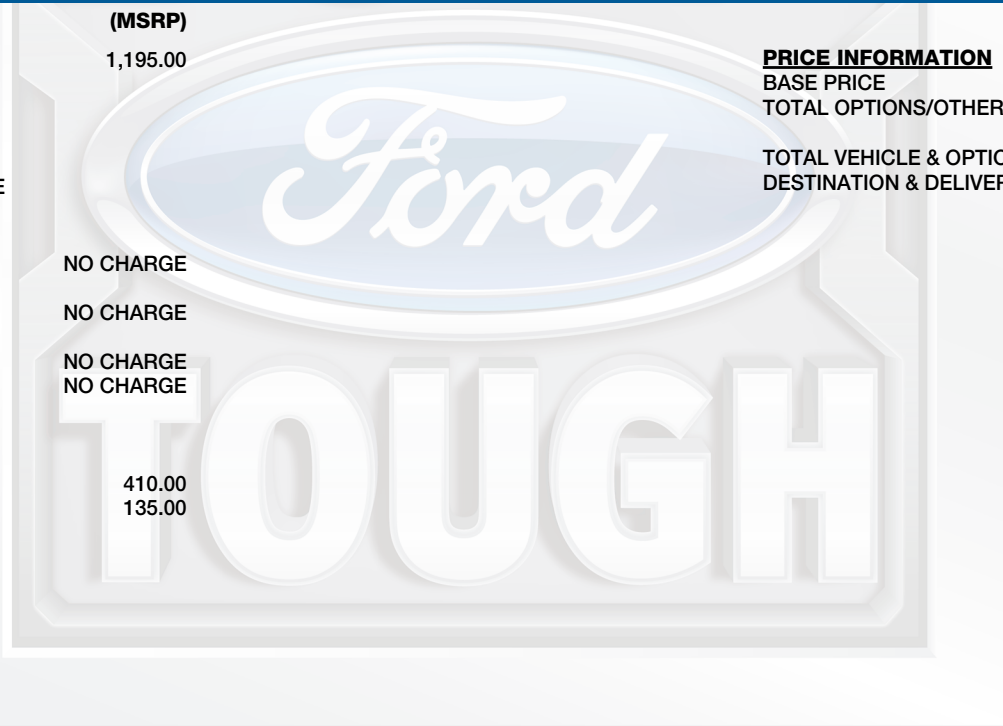 (MSRP)
1,195.00
NO CHARGE
NO CHARGE
NO CHARGE
NO CHARGE
410.00
135.00
PRICE INFORMATION
BASE PRICE
TOTAL OPTIONS/OTHER
TOTAL VEHICLE & OPTIO
DESTINATION & DELIVER
E
Ford
TOUGH